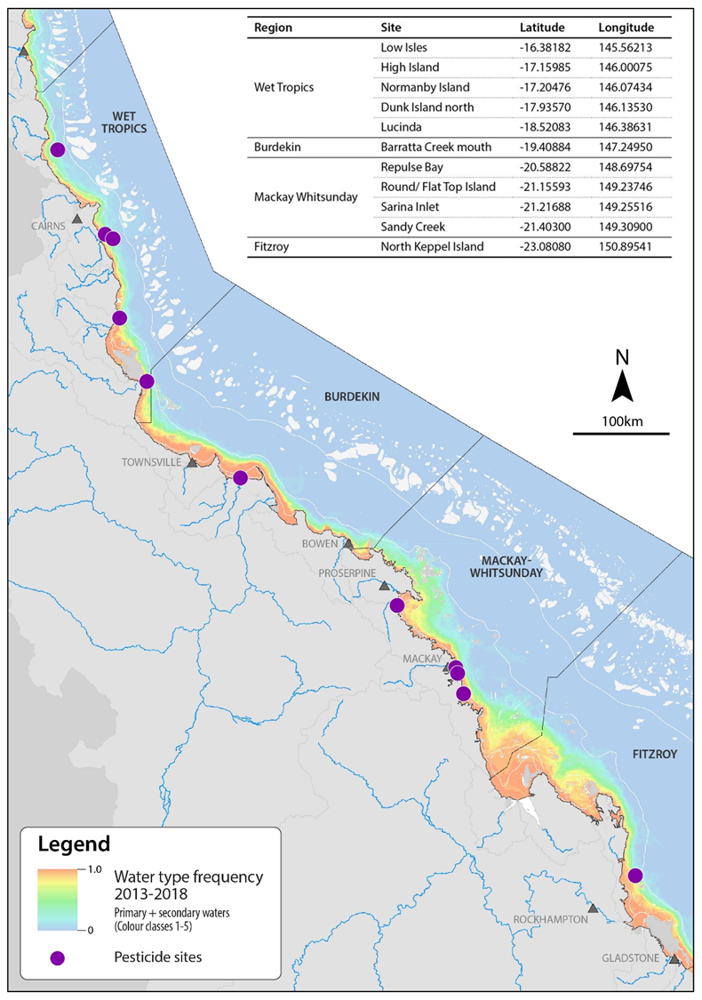 Region Site Latitude Longitude
Wet Tropics
Low Isles -16.38182 145.56213
High Island -17.15985 146.00075
Normanby Island -17.20476 146.07434
Dunk Island north -17.93570 146.13530
Lucinda -18.52083 146.38631
Burdekin Barratta Creek mouth -19.40884 147.24950
Mackay Whitsunday
Repulse Bay -20.58822 148.69754
Round/ Flat Top Island -21.15593 149.23746
Sarina Inlet -21.21688 149.25516
Sandy Creek -21.40300 149.30900
Fitzroy North Keppel Island -23.08080 150.89541
WET
TROPICS
CAIRNS
N
100km
BURDEKIN
TOWNSVILLE
BOWEN
PROSERPINE
MACKAY-
WHITSUNDAY
MACKAY
FITZROY
ROCKHAMPTON
GLADSTONE
Legend
1.0
0
Water type frequency
2013-2018
Primary + secondary waters
(Colour classes 1-5)
Pesticide sites